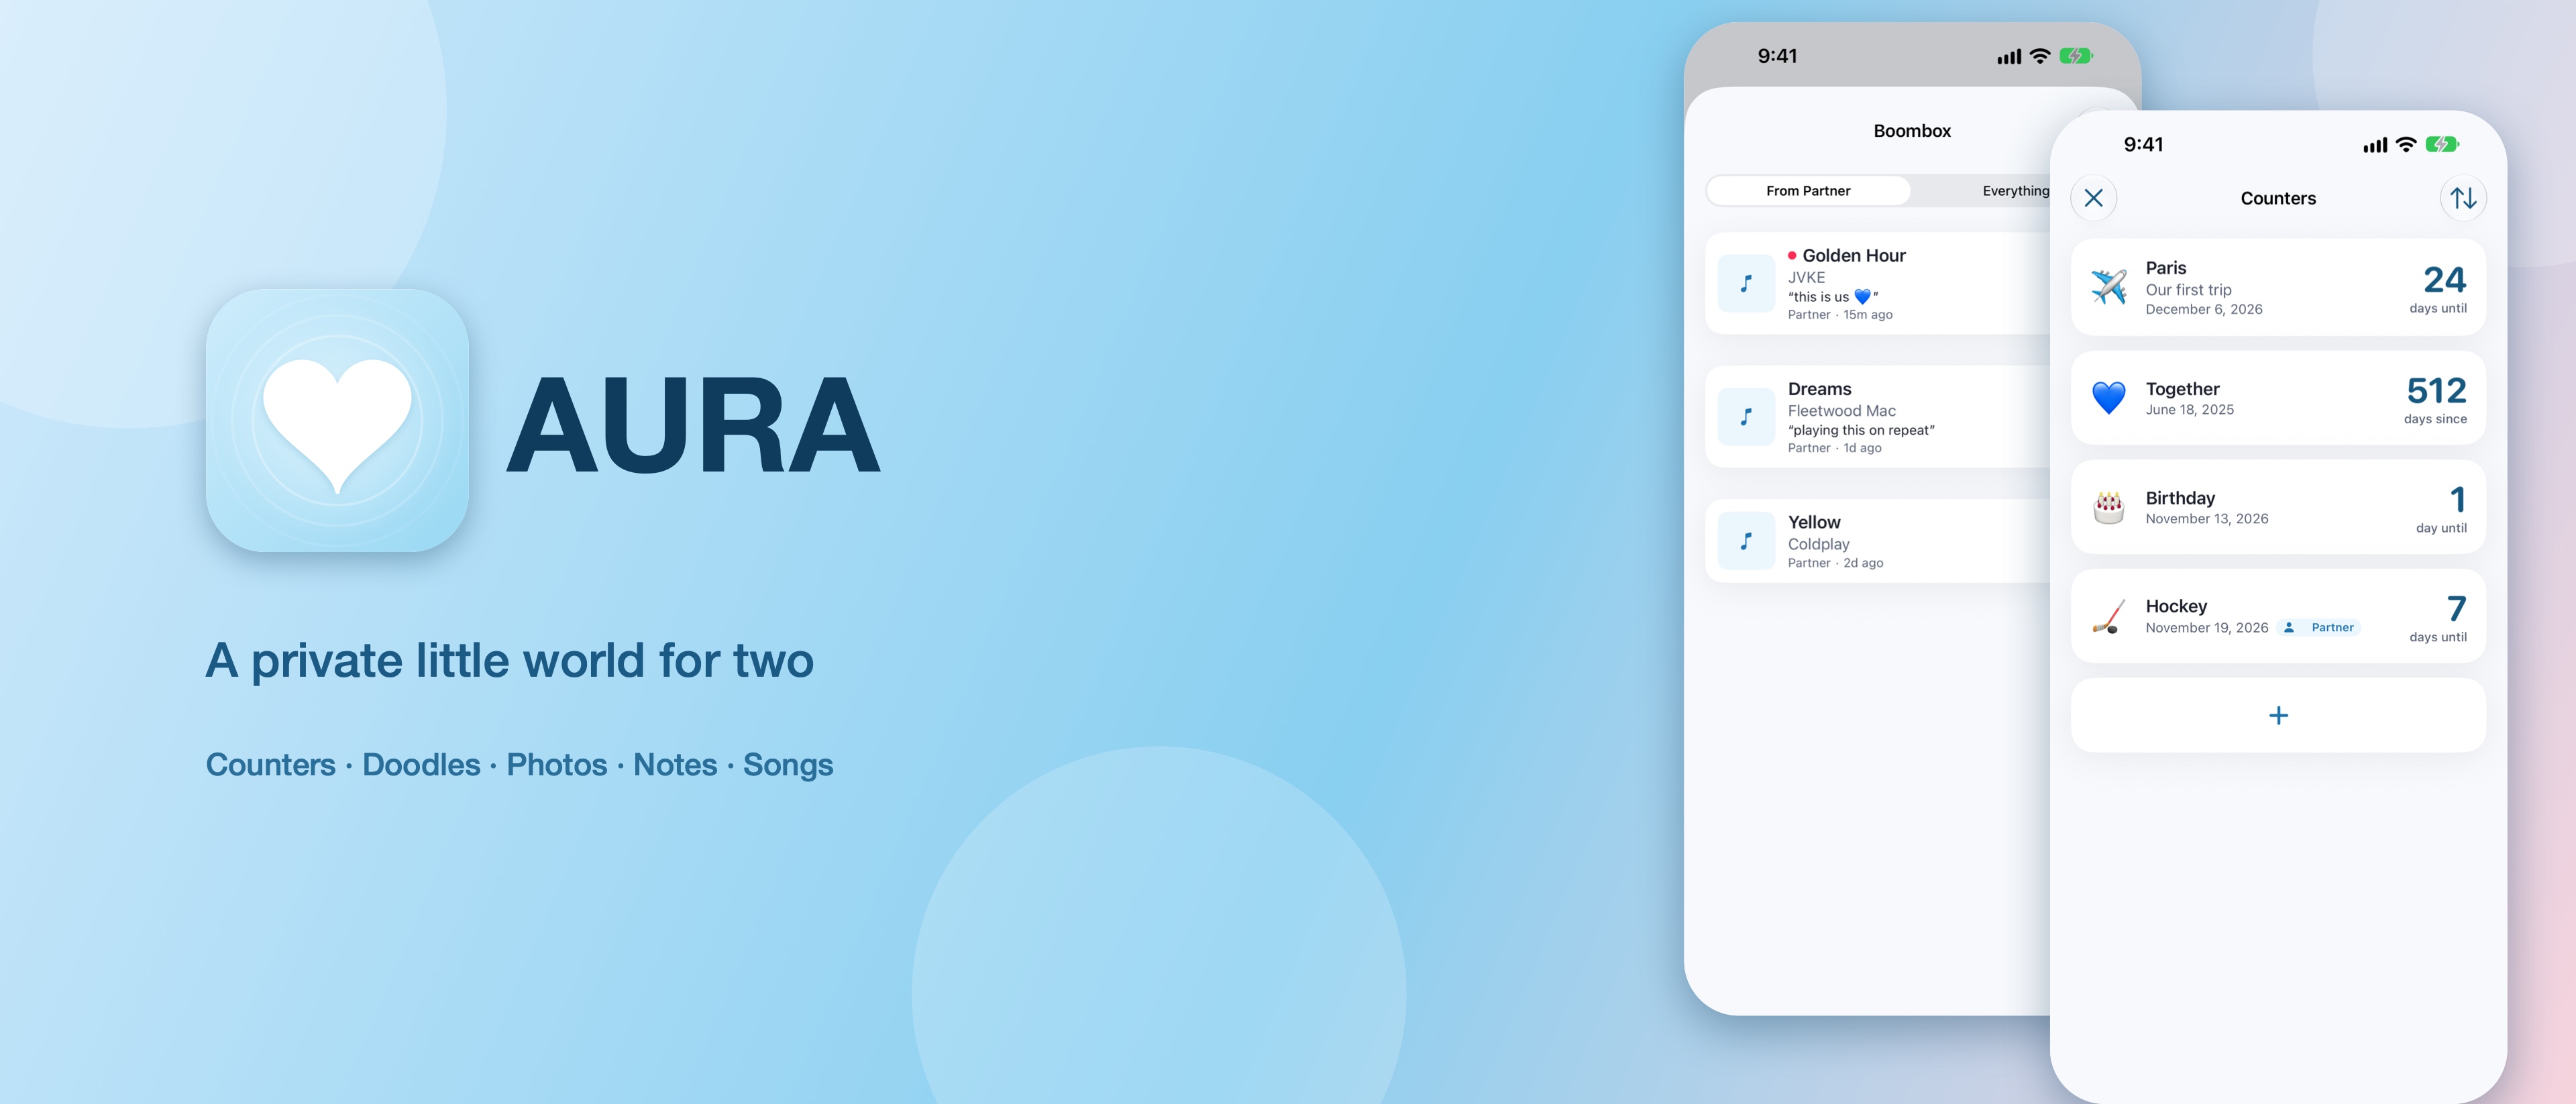 AURA
A private little world for two
Counters · Doodles · Photos · Notes · Songs
9:41
Boombox
From Partner
Everything
Golden Hour
JVKE
“this is us 💙”
Partner · 15m ago
Dreams
Fleetwood Mac
“playing this on repeat”
Partner · 1d ago
Yellow
Coldplay
Partner · 2d ago
9:41
Counters
Paris
Our first trip
December 6, 2026
24
days until
Together
June 18, 2025
512
days since
Birthday
November 13, 2026
1
day until
Hockey
November 19, 2026 Partner
7
days until
+